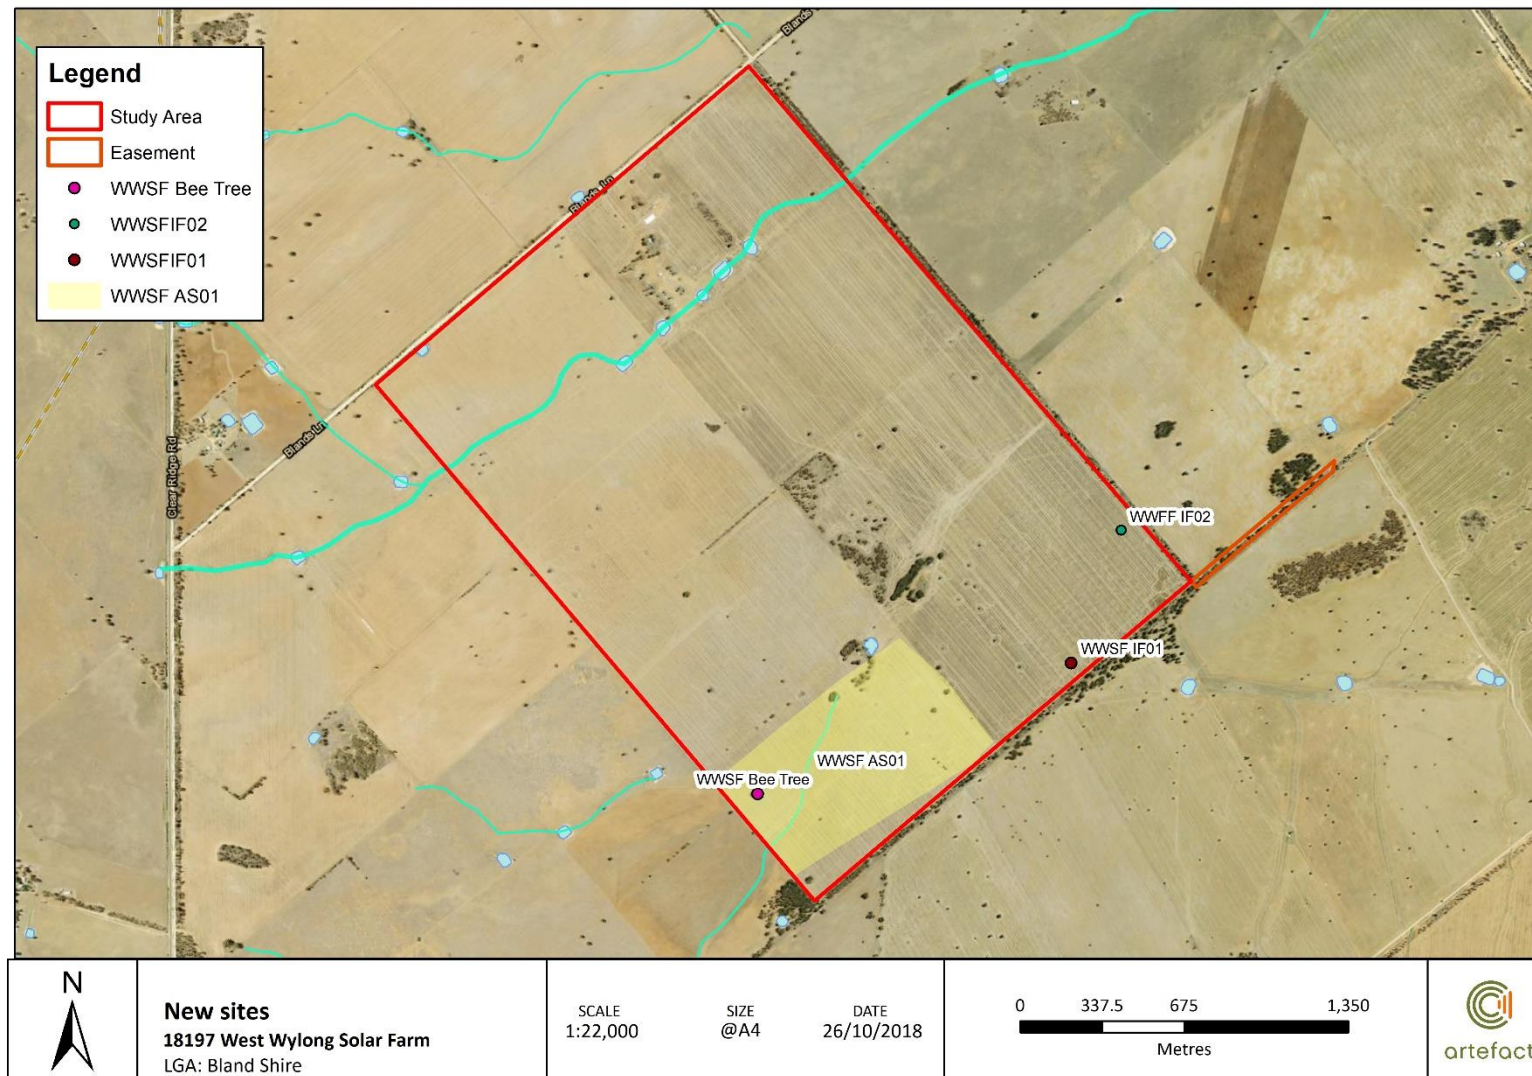 Blands
Legend
Study Area
Easement
WWSF Bee Tree
WWSFIF02
WWSFIF01
WWSF AS01
Blands Ln
Blands Ln
Clear Ridge Rd
WWFF IF02
WWSF IF01
WWSF AS01
WWSF Bee Tree
N
New sites
18197 West Wylong Solar Farm
LGA: Bland Shire
SCALE
1:22,000
SIZE
@A4
DATE
26/10/2018
0 337.5 675 1,350
Metres
artefact